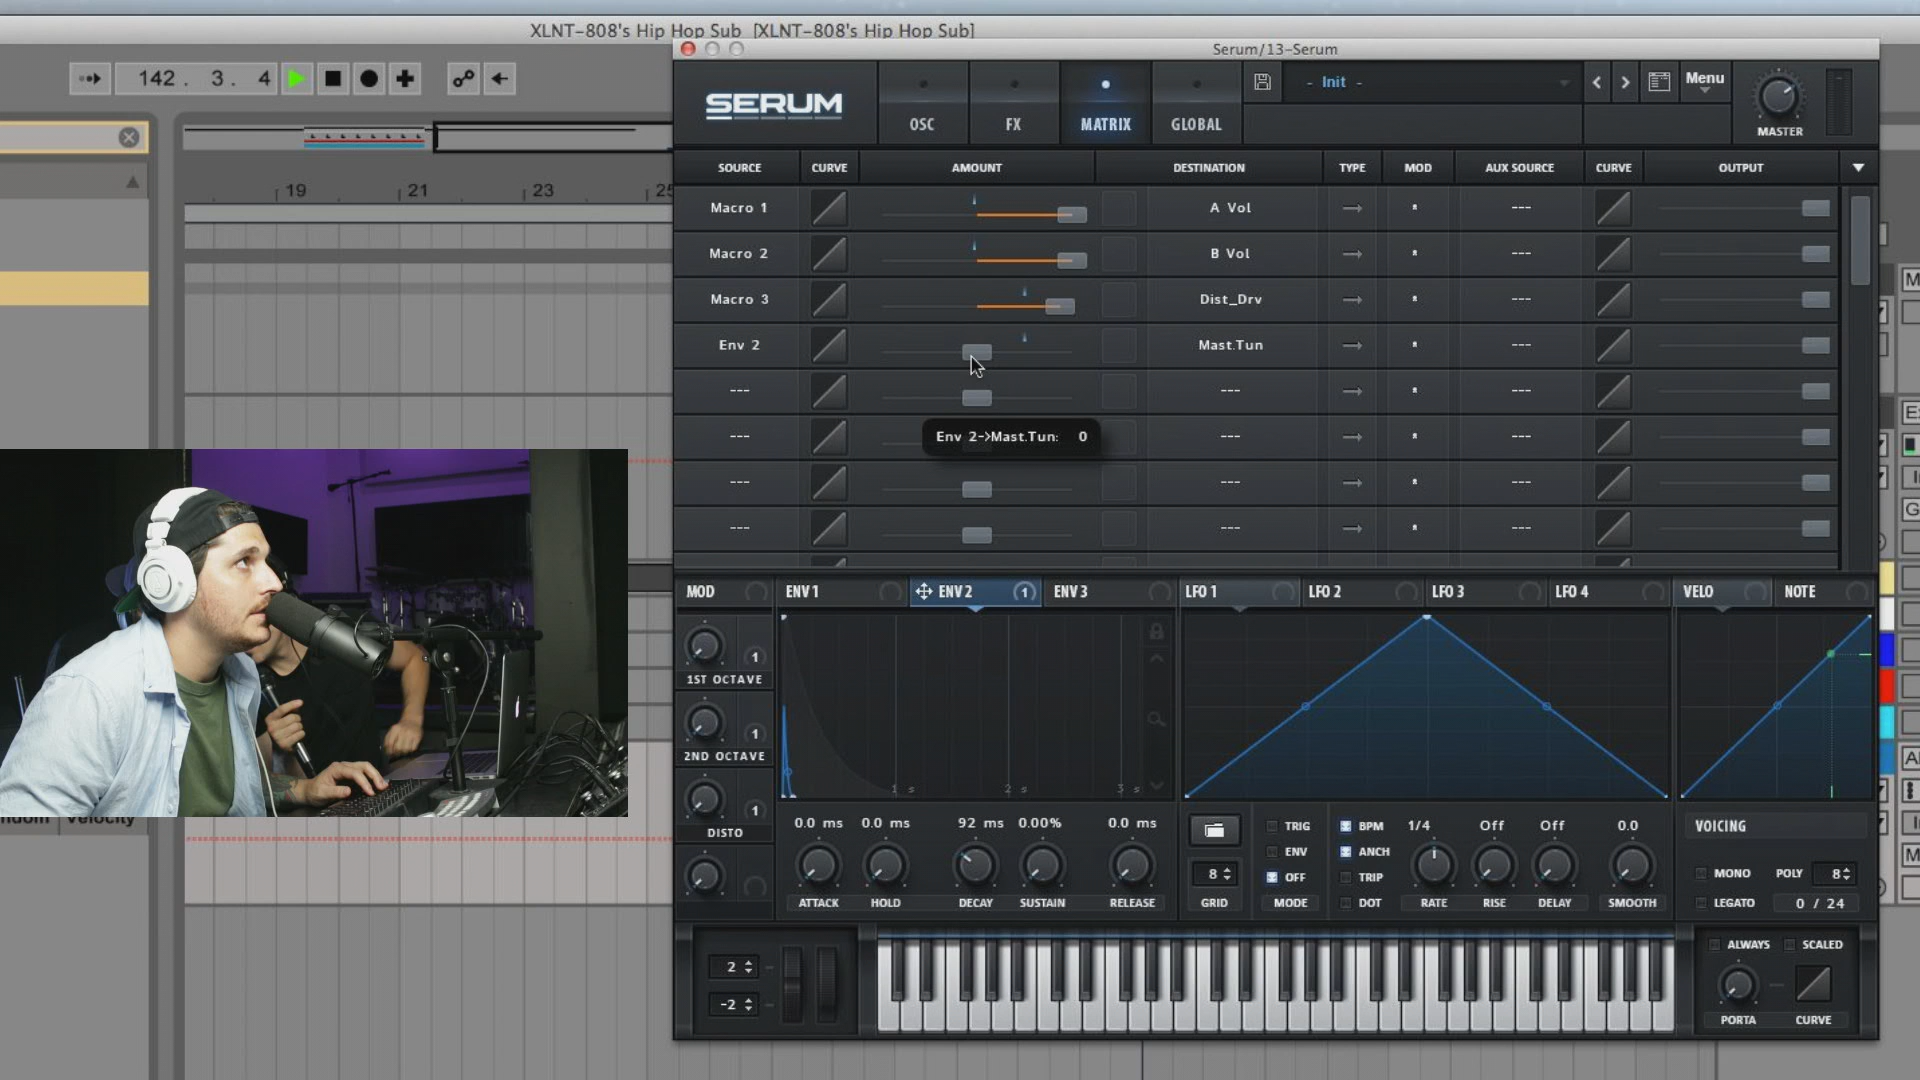 XLNT-808's Hip Hop Sub [XLNT-808's Hip Hop Sub]
Serum/13-Serum
142 . 3 . 4
SERUM
OSC FX MATRIX GLOBAL
- Init -
Menu
MASTER
19 21 23 25
SOURCE CURVE AMOUNT DESTINATION TYPE MOD AUX SOURCE CURVE OUTPUT
Macro 1 A Vol ---
Macro 2 B Vol ---
Macro 3 Dist_Drv ---
Env 2 Mast.Tun ---
--- --- ---
--- --- ---
Env 2->Mast.Tun: 0
--- --- ---
--- --- ---
MOD ENV 1 ENV 2 1 ENV 3 LFO 1 LFO 2 LFO 3 LFO 4 VELO NOTE
1
1ST OCTAVE
1
2ND OCTAVE
1
DISTO
1 s 2 s 3 s
0.0 ms 0.0 ms 92 ms 0.00% 0.0 ms
ATTACK HOLD DECAY SUSTAIN RELEASE
8
GRID
TRIG
ENV
OFF
MODE
BPM
ANCH
TRIP
DOT
1/4 Off Off 0.0
RATE RISE DELAY SMOOTH
VOICING
MONO POLY 8
LEGATO 0 / 24
2
-2
ALWAYS SCALED
PORTA CURVE
Velocity